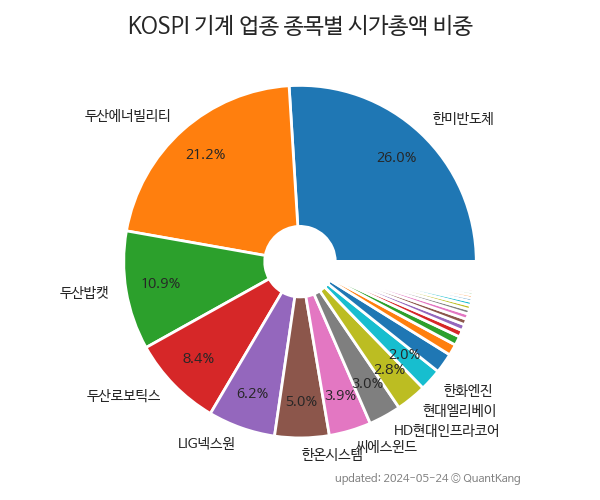 KOSPI 기계 업종 종목별 시가총액 비중
한미반도체
26.0%
두산에너빌리티
21.2%
두산밥캣
10.9%
두산로보틱스
8.4%
LIG넥스원
6.2%
한온시스템
5.0%
씨에스윈드
3.9%
HD현대인프라코어
3.0%
현대엘리베이
2.8%
한화엔진
2.0%
updated: 2024-05-24 © QuantKang